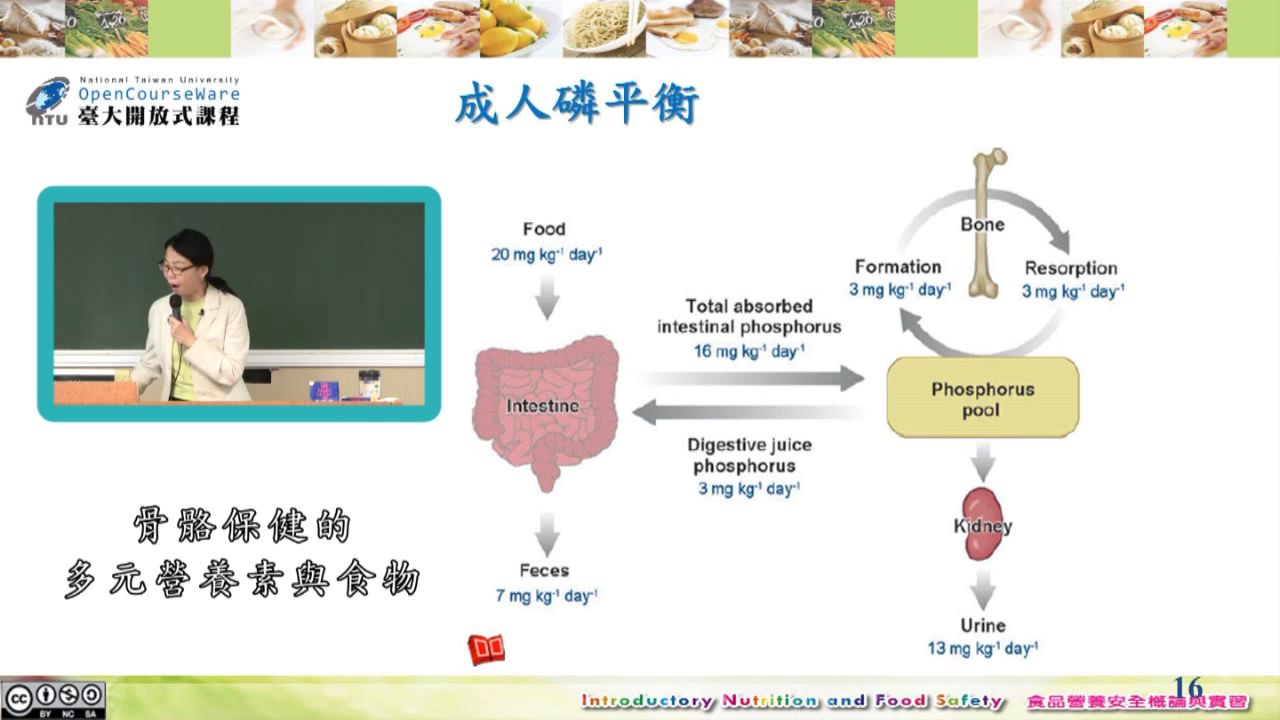 National Taiwan University
OpenCourseWare
NTU 臺大開放式課程
成人磷平衡
Food
20 mg kg⁻¹ day⁻¹
Bone
Formation
3 mg kg⁻¹ day⁻¹
Resorption
3 mg kg⁻¹ day⁻¹
Total absorbed
intestinal phosphorus
16 mg kg⁻¹ day⁻¹
Intestine
Phosphorus
pool
Digestive juice
phosphorus
3 mg kg⁻¹ day⁻¹
Kidney
骨骼保健的
多元營養素與食物
Feces
7 mg kg⁻¹ day⁻¹
Urine
13 mg kg⁻¹ day⁻¹
16
cc BY NC SA
Introductory Nutrition and Food Safety 食品營養安全概論與實習